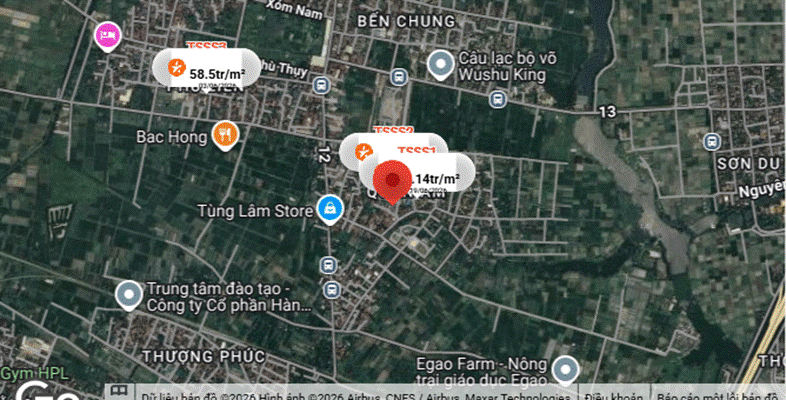 Xóm Nam
BẾN CHUNG
TSSS3
58.5tr/m²
hù Thụy
Câu lạc bộ võ
Wushu King
13
Bac Hong
12
TSSS2
TSSS1
.14tr/m²
SƠN DU
Nguyên
Tùng Lâm Store
Trung tâm đào tạo -
Công ty Cổ phần Hàn...
THƯỢNG PHÚC
Gym HPL
Egao Farm - Nông
trại giáo dục Egao
Go
Dữ liệu bản đồ ©2026 Hình ảnh ©2026 Airbus, CNES / Airbus, Maxar Technologies
Điều khoản
Báo cáo một lỗi bản đồ